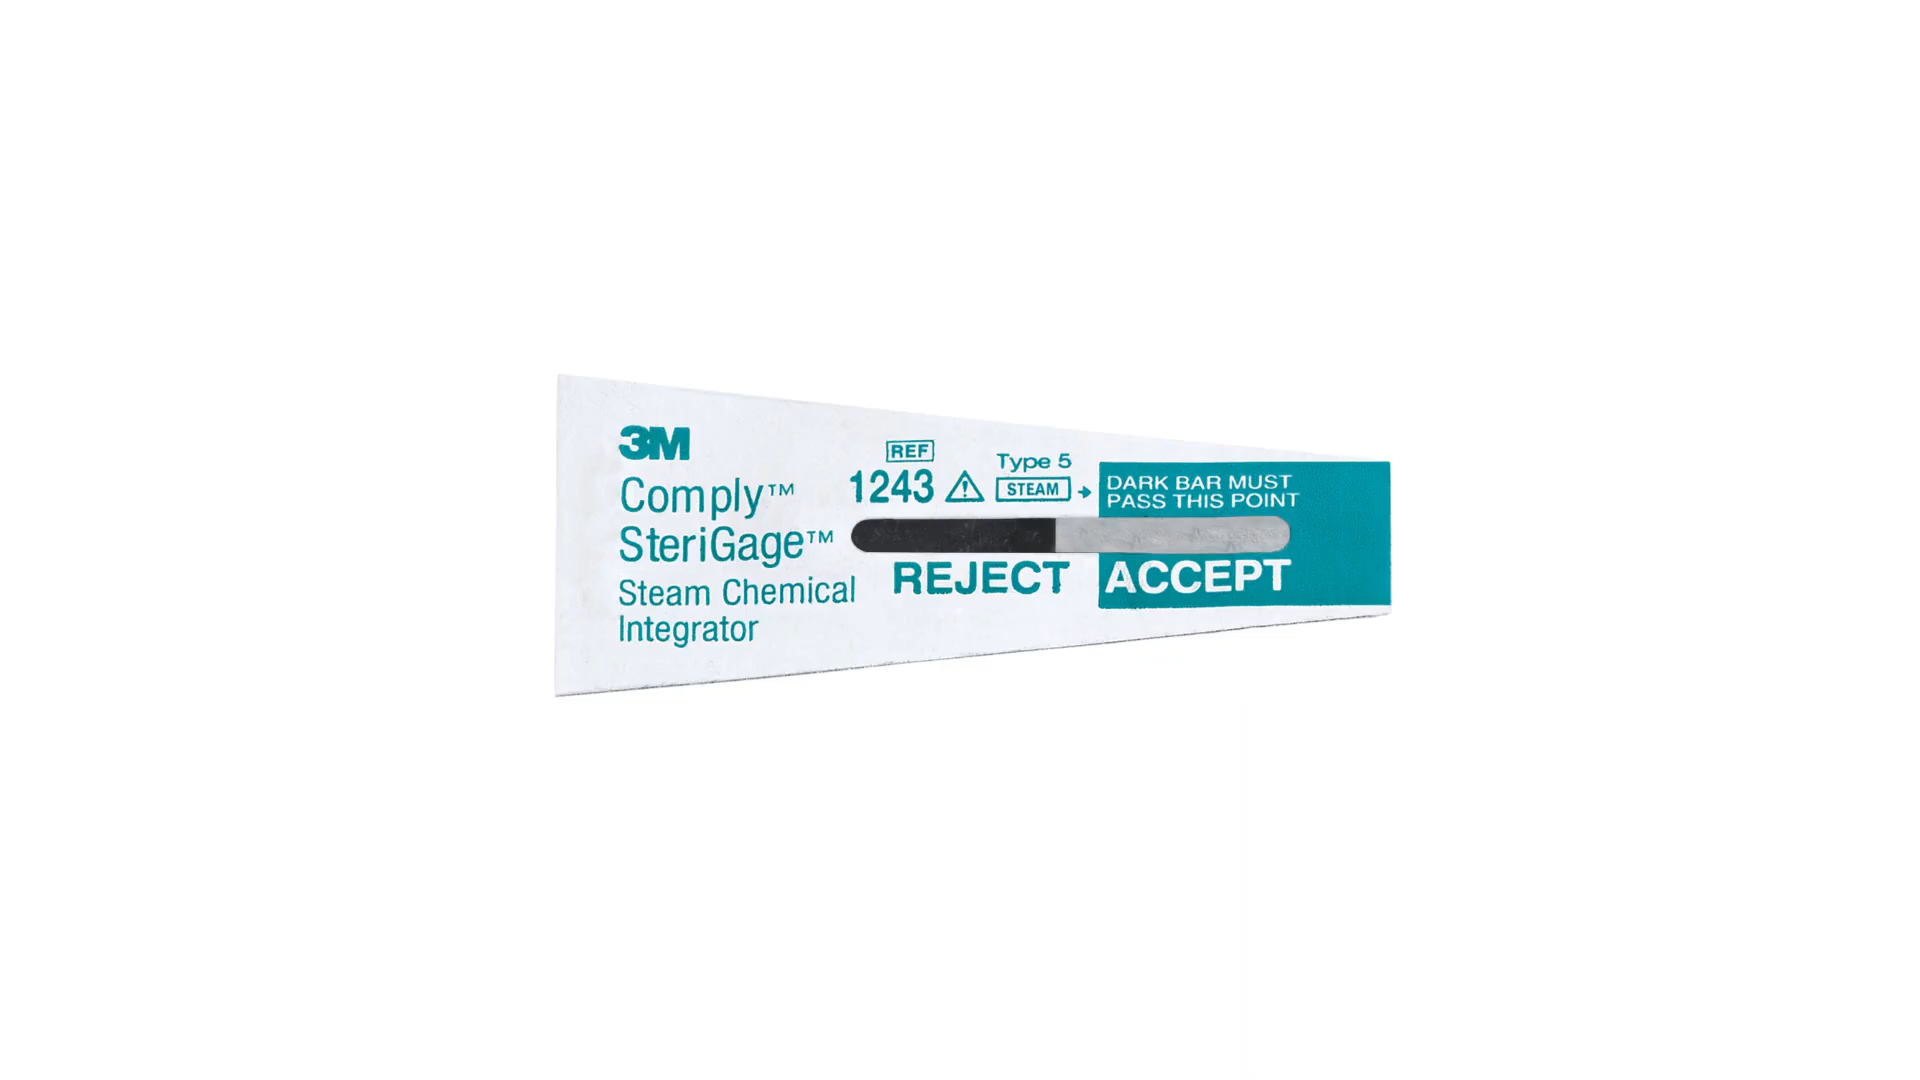 3M
Comply™
SteriGage™
Steam Chemical
Integrator
REF
1243
Type 5
STEAM
DARK BAR MUST
PASS THIS POINT
REJECT
ACCEPT